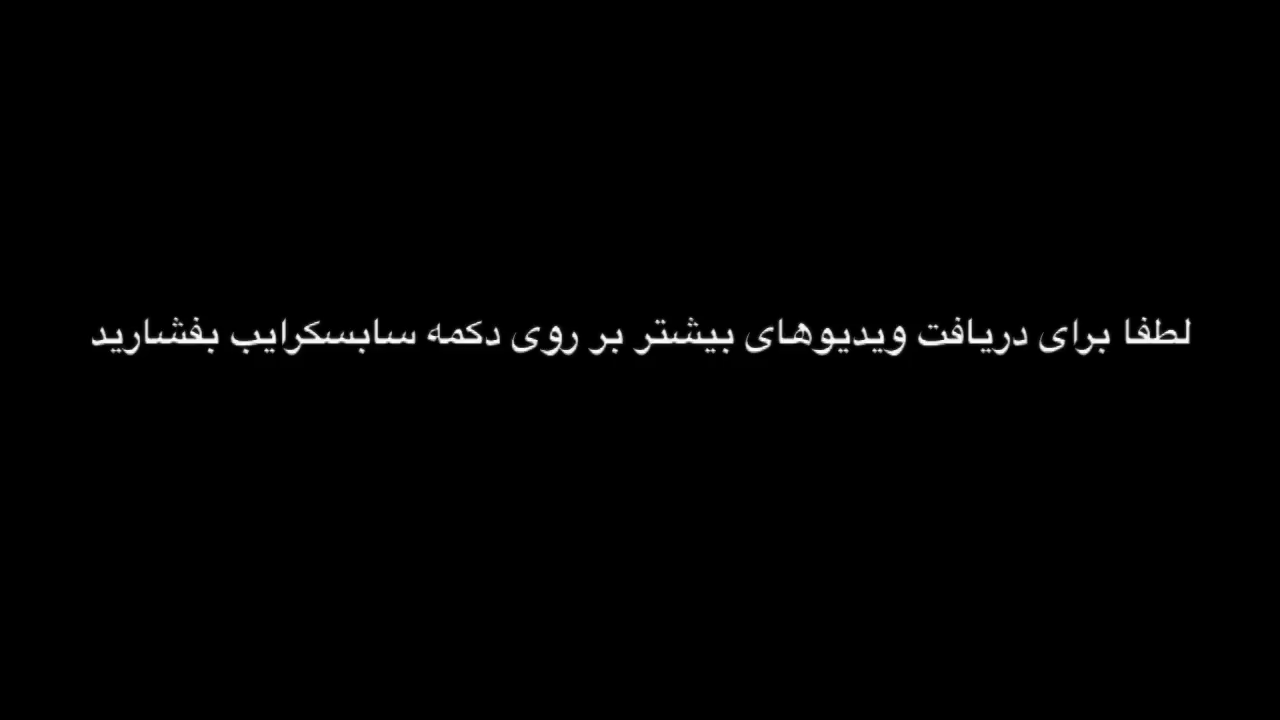 لطفا برای دریافت ویدیوهای بیشتر بر روی دکمه سابسکرایب بفشارید